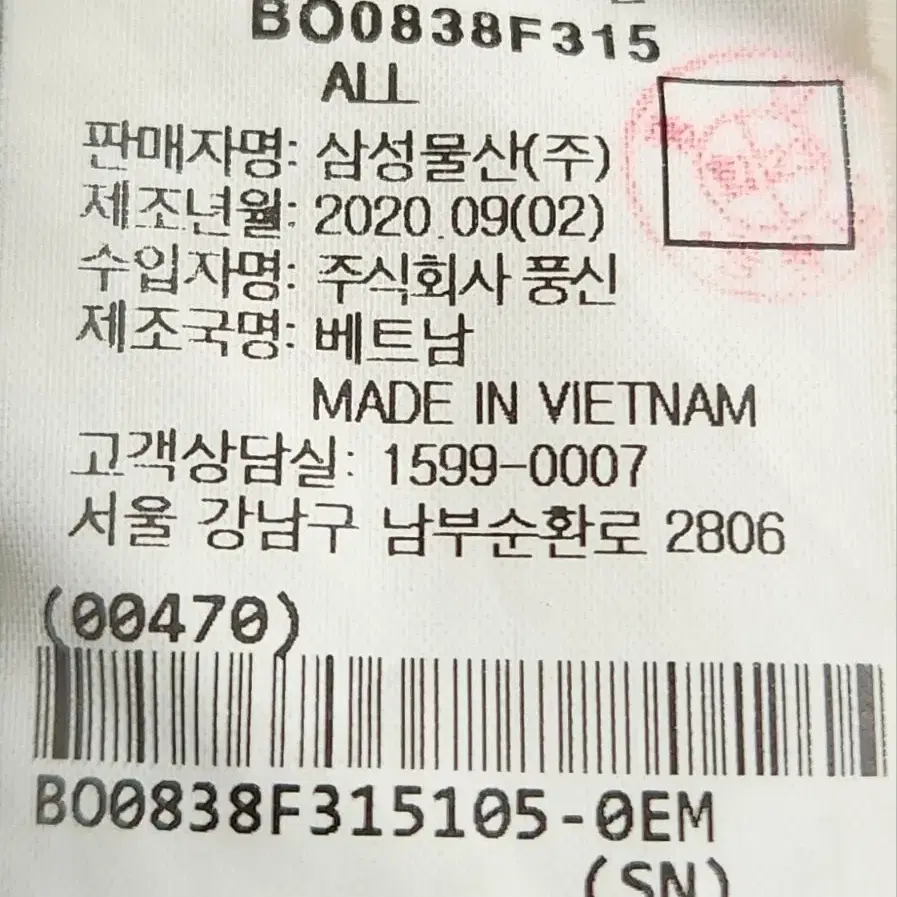 BO0838F315
ALL
판매자명: 삼성물산(주)
제조년월: 2020.09(02)
수입자명: 주식회사 풍신
제조국명: 베트남
MADE IN VIETNAM
고객상담실: 1599-0007
서울 강남구 남부순환로 2806
(00470)
BO0838F315105-0EM
(SN)